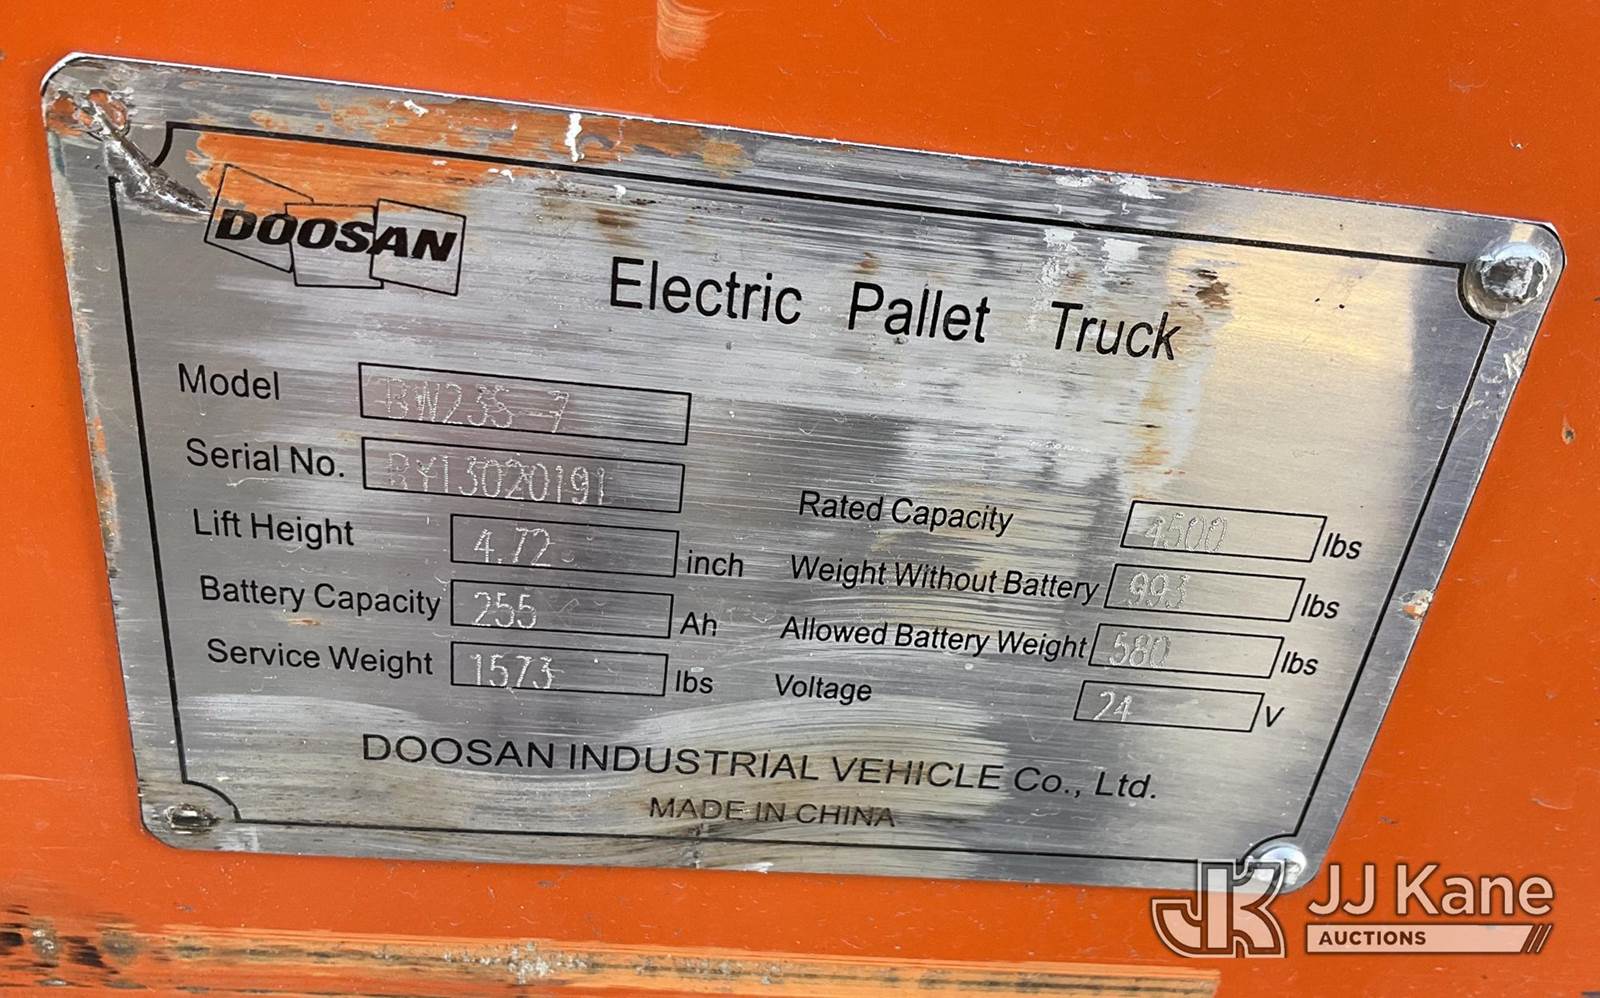 DOOSAN
Electric Pallet Truck
Model BW23S-7
Serial No. RY13020191
Lift Height 4.72 inch
Battery Capacity 255 Ah
Service Weight 1573 lbs
Rated Capacity 4500 lbs
Weight Without Battery 993 lbs
Allowed Battery Weight 580 lbs
Voltage 24 V
DOOSAN INDUSTRIAL VEHICLE Co., Ltd.
MADE IN CHINA
JK
JJ Kane
AUCTIONS